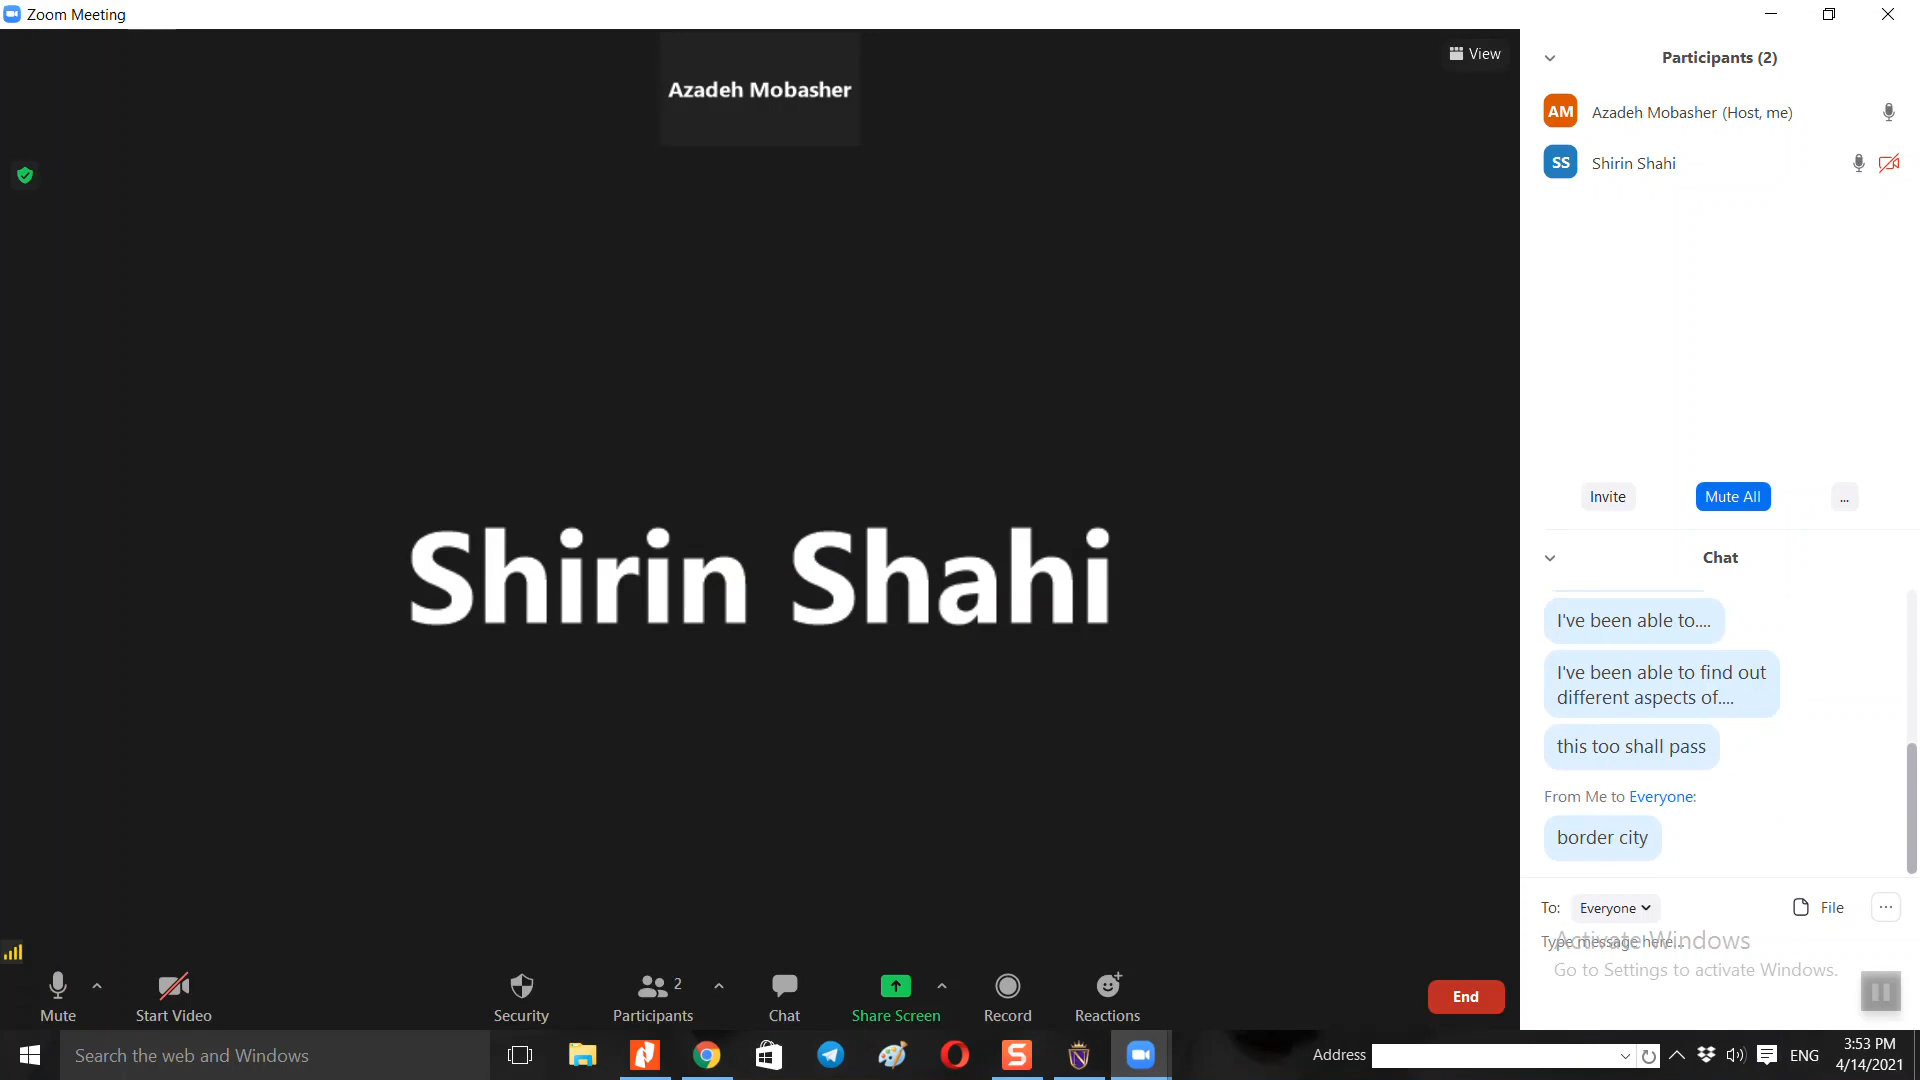 Zoom Meeting
View
Azadeh Mobasher
Shirin Shahi
Participants (2)
AM Azadeh Mobasher (Host, me)
SS Shirin Shahi
Invite Mute All ...
Chat
I've been able to....
I've been able to find out
different aspects of....
this too shall pass
From Me to Everyone:
border city
To: Everyone File ...
Type message here...
Activate Windows
Go to Settings to activate Windows.
Mute Start Video Security Participants 2 Chat Share Screen Record Reactions End
Search the web and Windows
Address
ENG
3:53 PM
4/14/2021